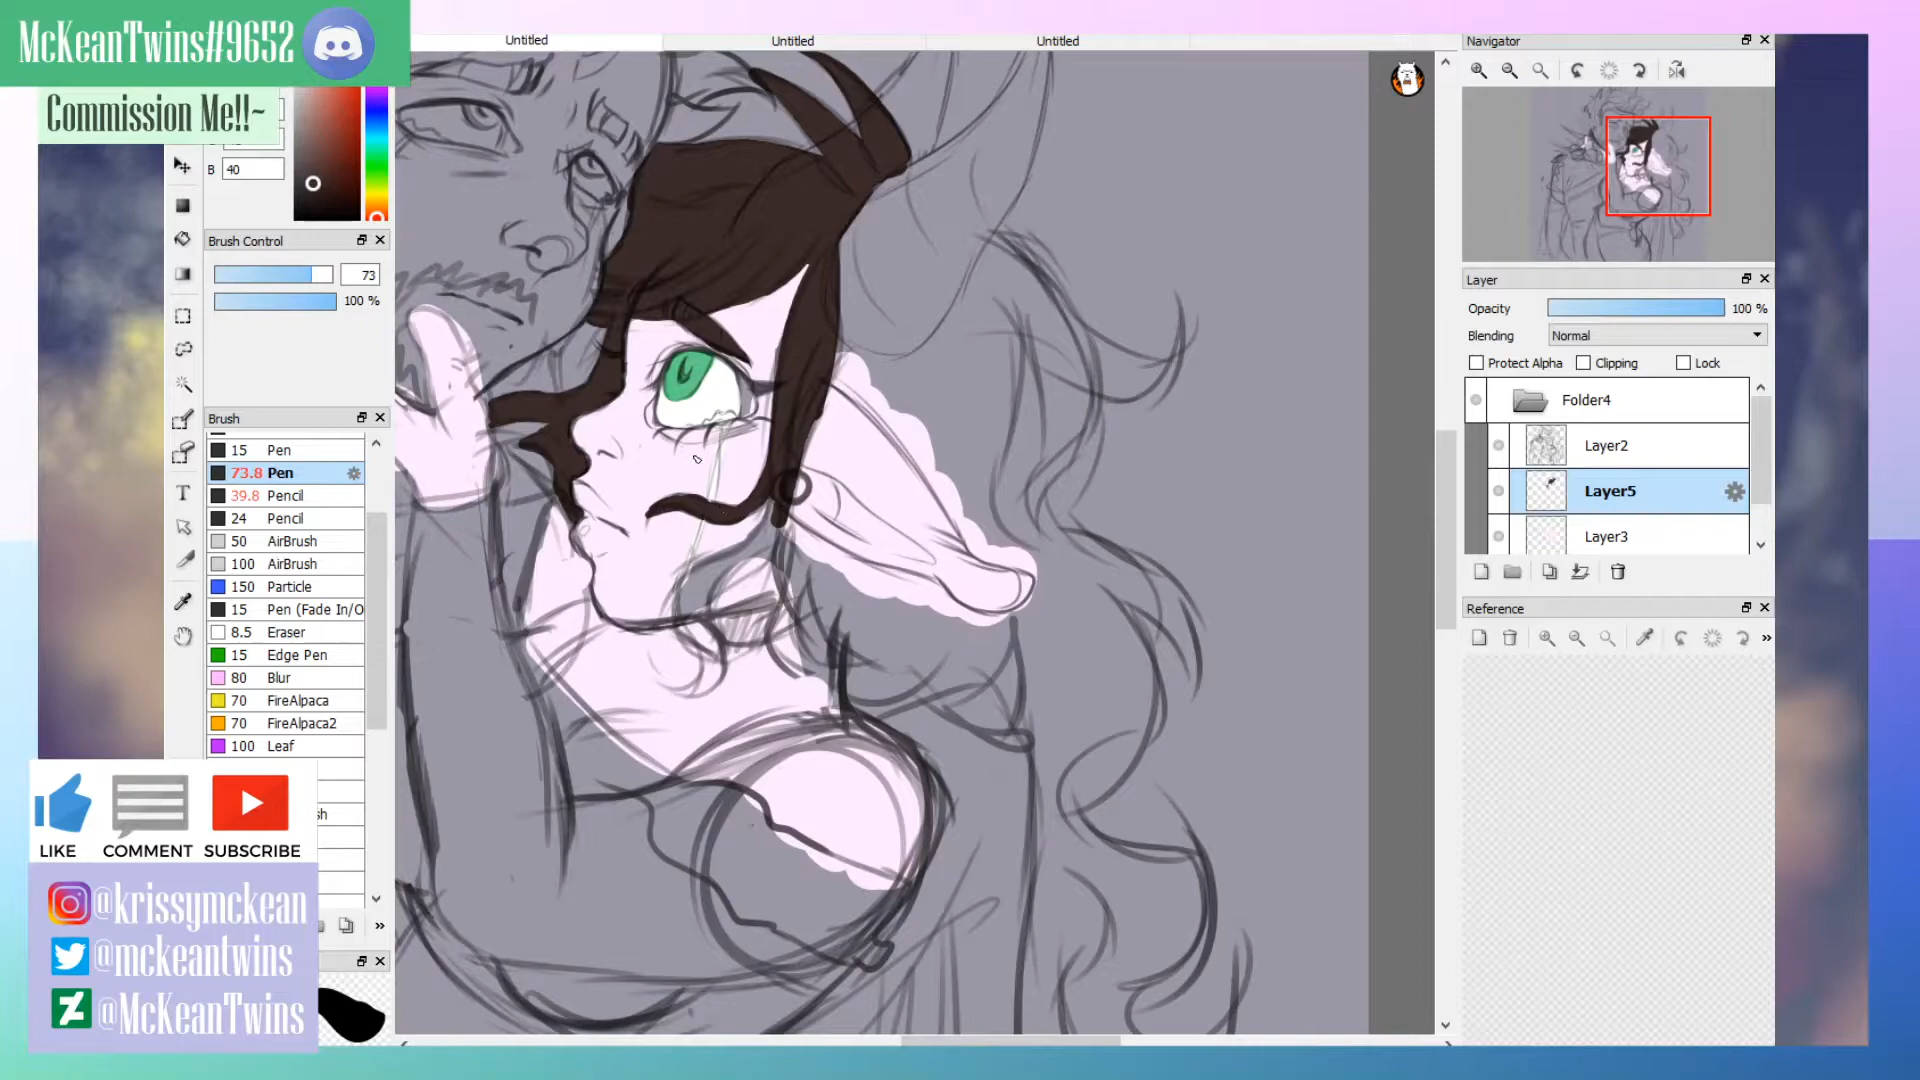 McKeanTwins#9652
Commission Me!!~
Untitled
Untitled
Untitled
B 40
Brush Control
73
100 %
Brush
15 Pen
73.8 Pen
39.8 Pencil
24 Pencil
50 AirBrush
100 AirBrush
150 Particle
15 Pen (Fade In/O
8.5 Eraser
15 Edge Pen
80 Blur
70 FireAlpaca
70 FireAlpaca2
100 Leaf
LIKE
COMMENT
SUBSCRIBE
@krissymckean
@mckeantwins
@McKeanTwins
Navigator
Layer
Opacity 100 %
Blending Normal
Protect Alpha Clipping Lock
Folder4
Layer2
Layer5
Layer3
Reference